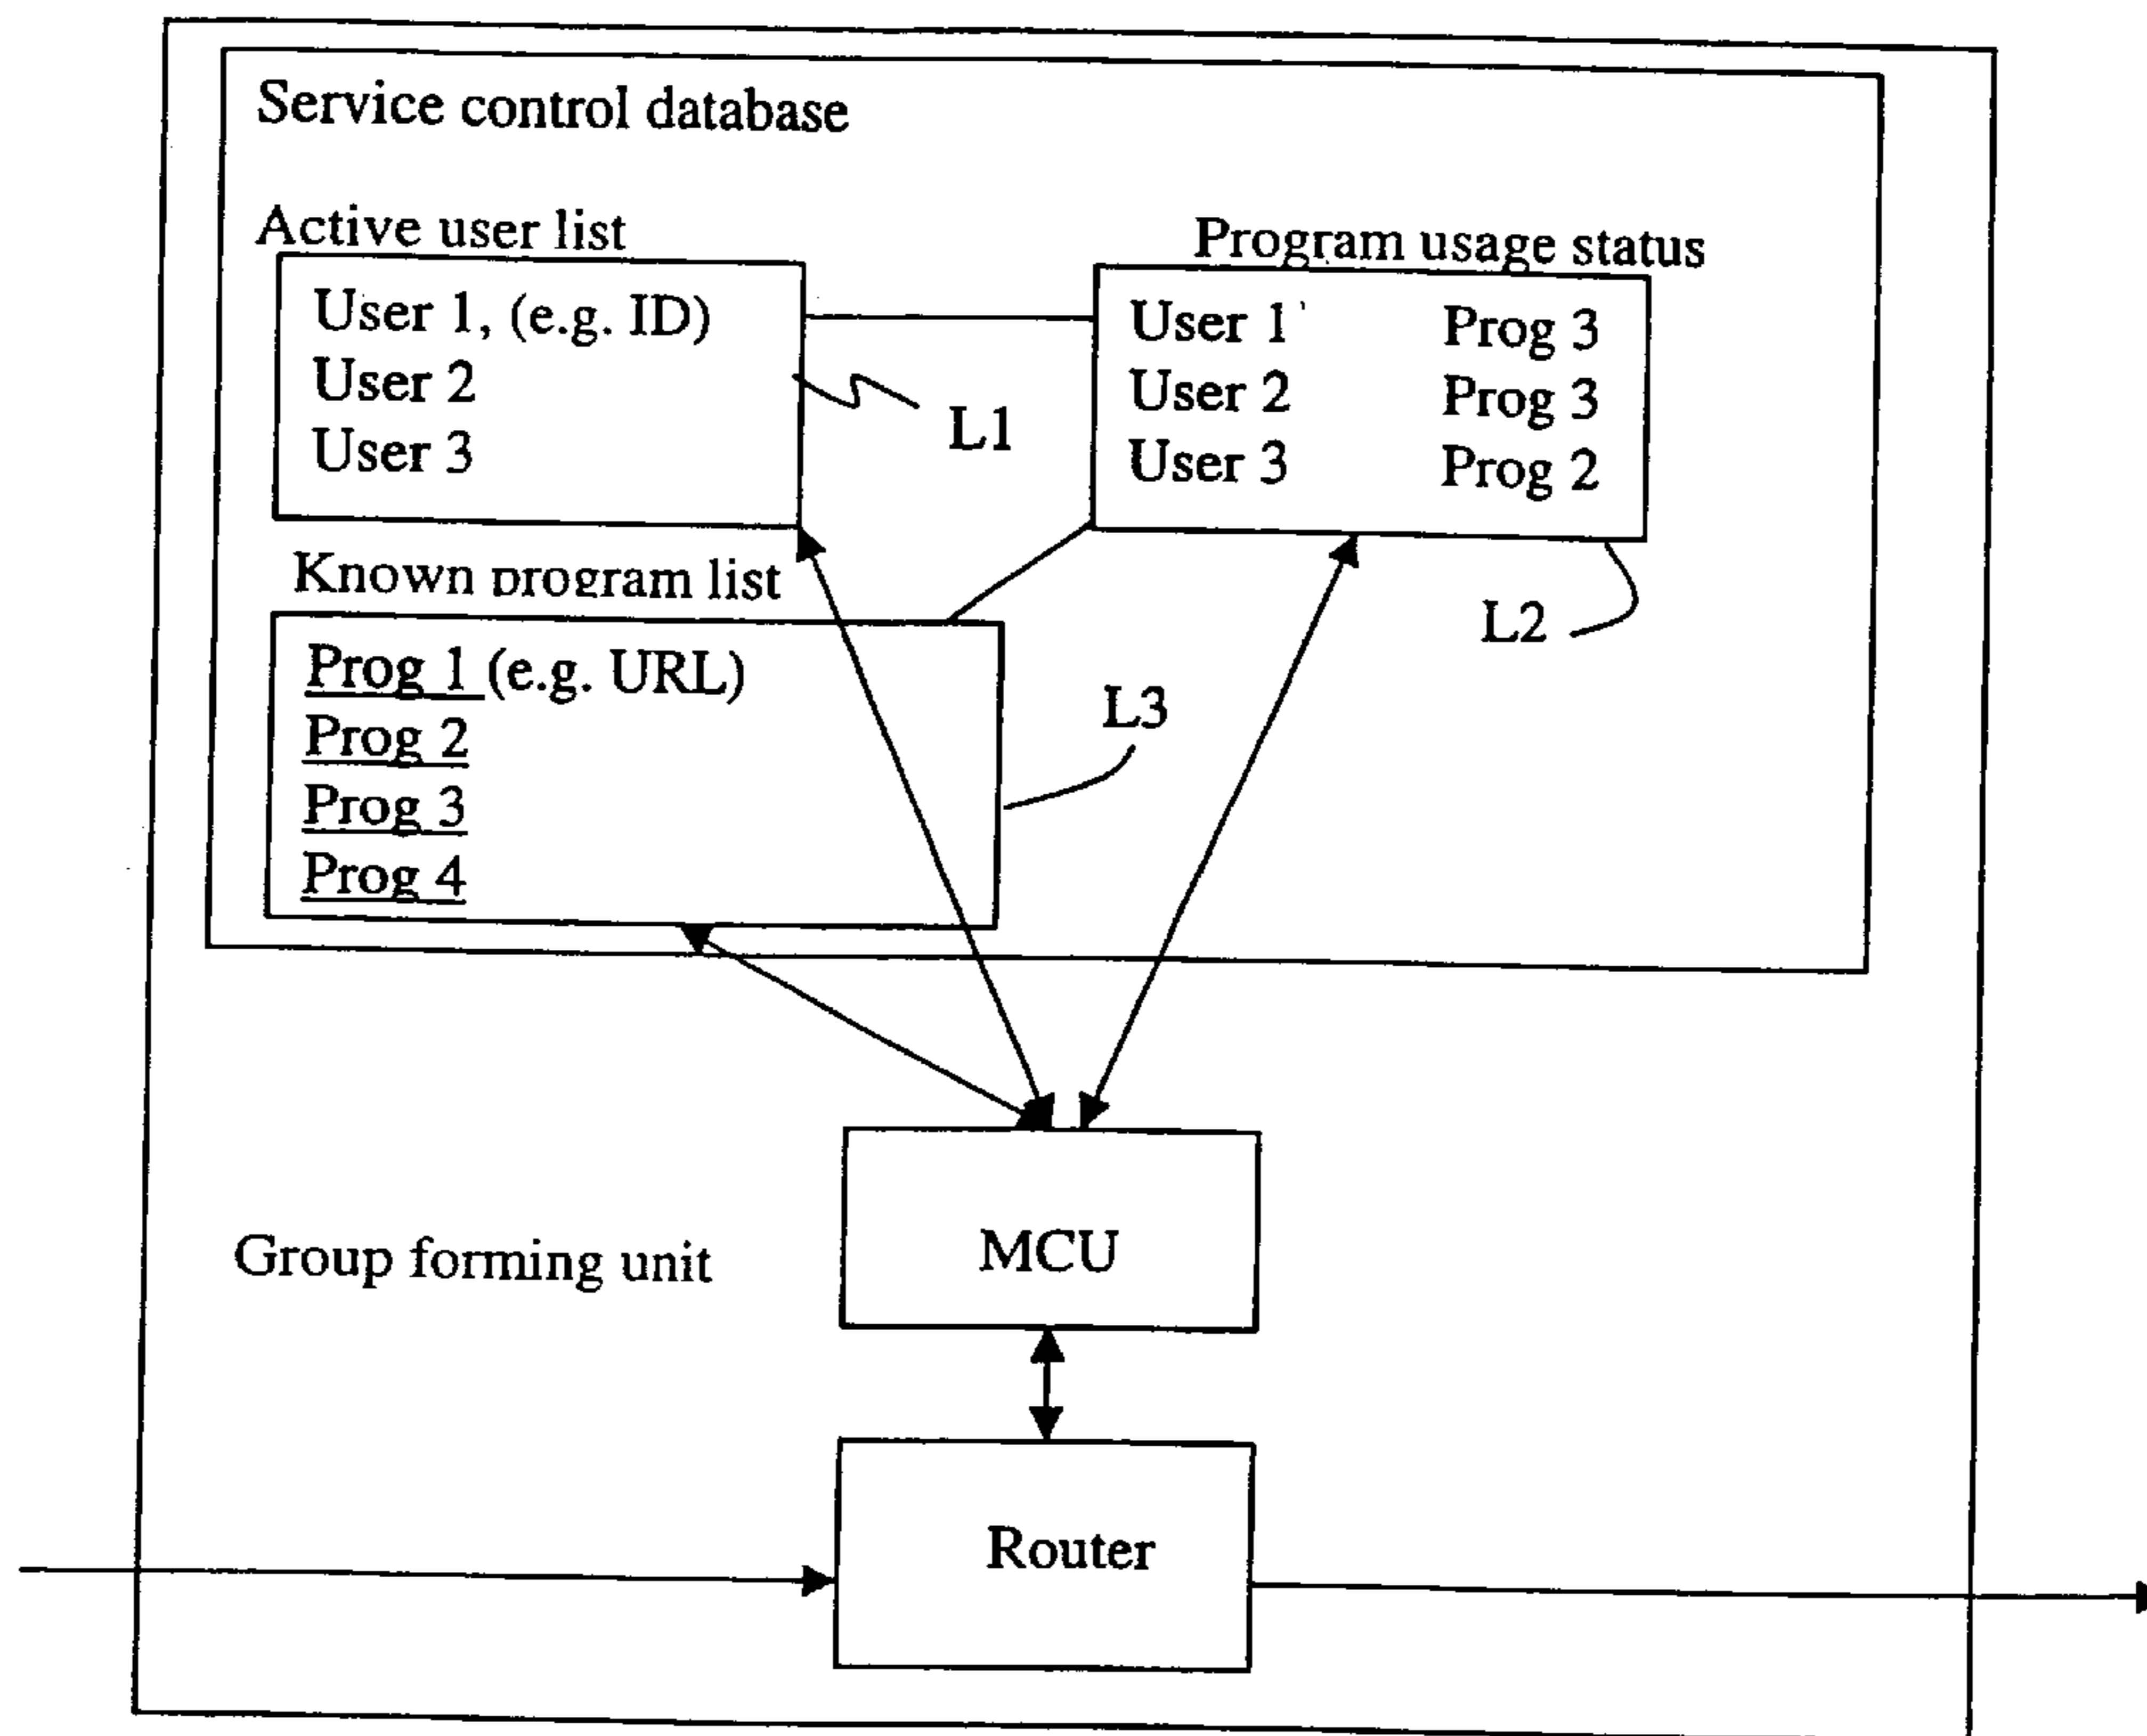 Service control database
Active user list
User 1, (e.g. ID)
User 2
User 3
L1
Program usage status
User 1 Prog 3
User 2 Prog 3
User 3 Prog 2
L2
Known program list
Prog 1 (e.g. URL)
Prog 2
Prog 3
Prog 4
L3
Group forming unit
MCU
Router